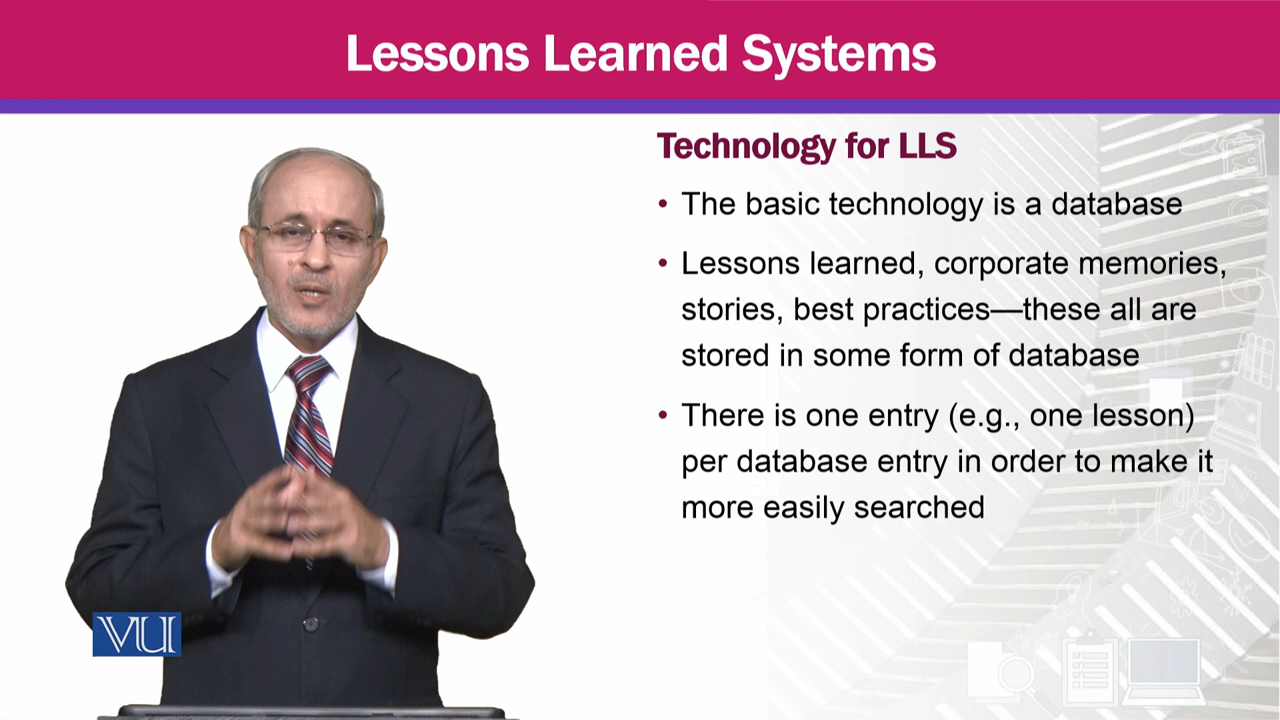 Lessons Learned Systems
Technology for LLS
• The basic technology is a database
• Lessons learned, corporate memories,
stories, best practices—these all are
stored in some form of database
• There is one entry (e.g., one lesson)
per database entry in order to make it
more easily searched
VU